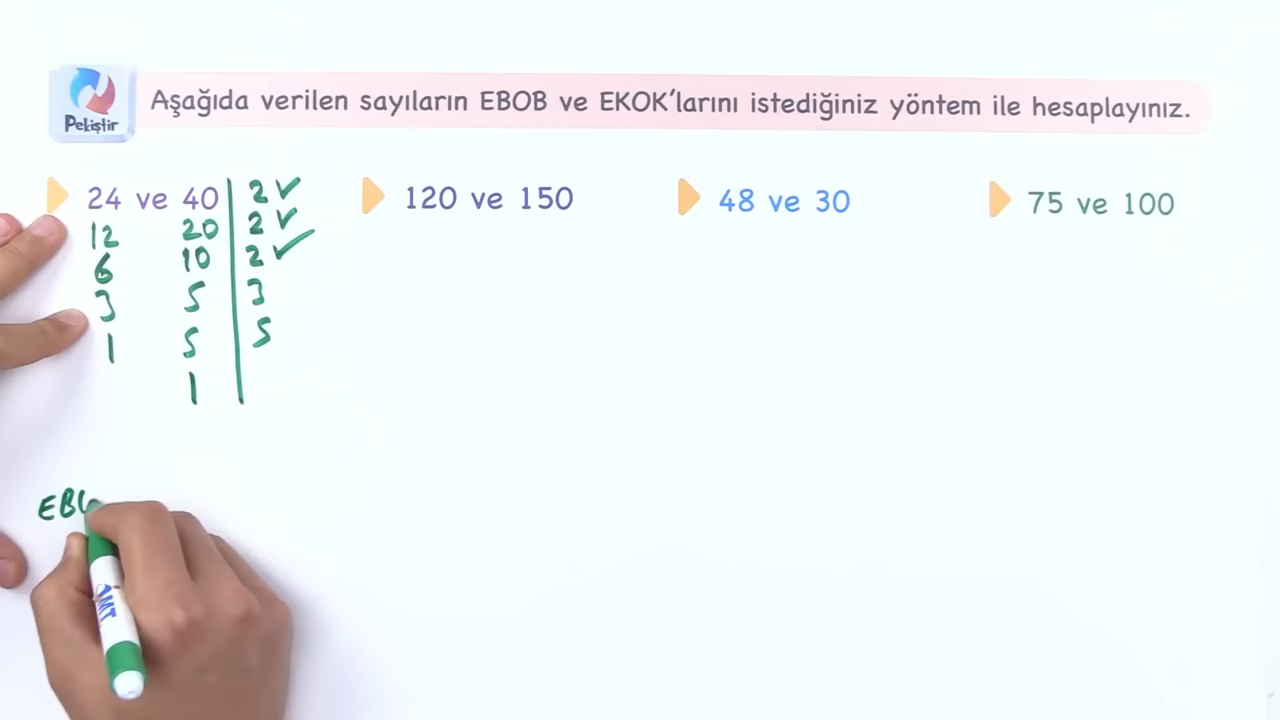 Pekiştir
Aşağıda verilen sayıların EBOB ve EKOK'larını istediğiniz yöntem ile hesaplayınız.
24 ve 40 2 ✓
12 20 2 ✓
6 10 2 ✓
3 5 3
1 5 5
1
120 ve 150
48 ve 30
75 ve 100
EBO